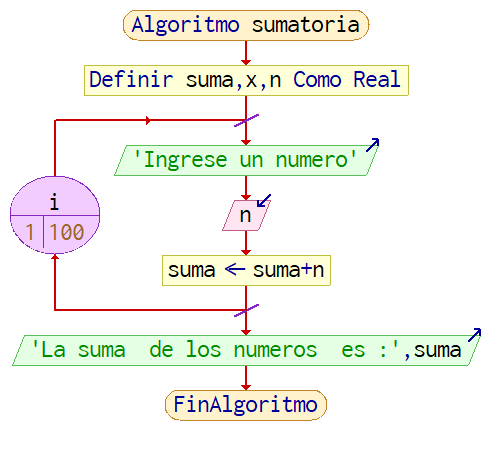 Algoritmo sumatoria
Definir suma,x,n Como Real
'Ingrese un numero'
n
i
1 100
suma ← suma+n
'La suma  de los numeros  es :',suma
FinAlgoritmo